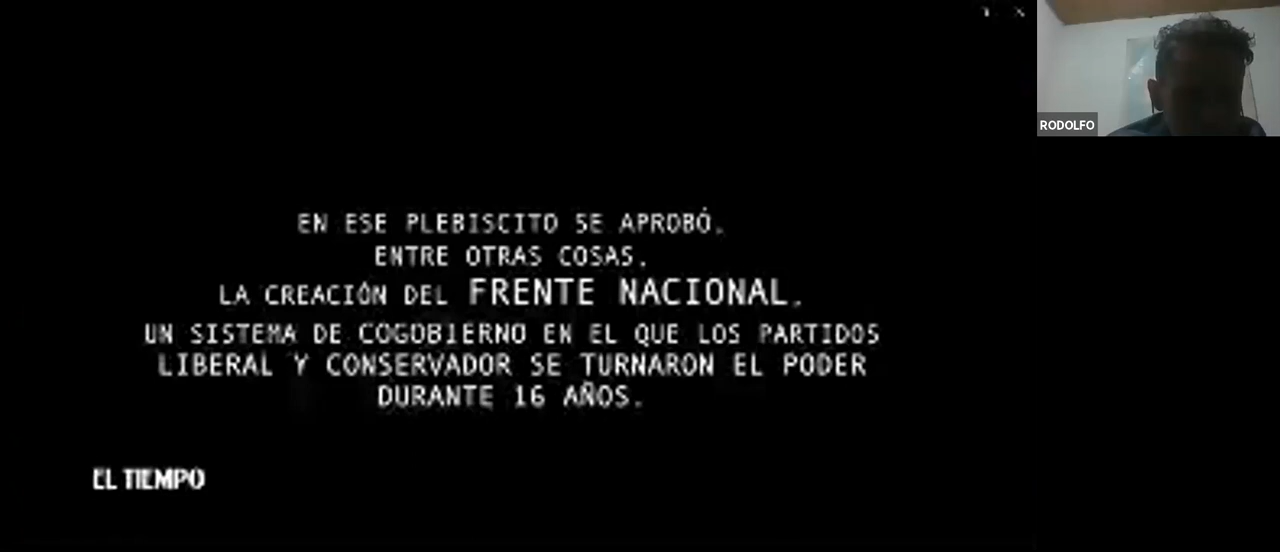 EN ESE PLEBISCITO SE APROBÓ,
ENTRE OTRAS COSAS,
LA CREACIÓN DEL FRENTE NACIONAL,
UN SISTEMA DE COGOBIERNO EN EL QUE LOS PARTIDOS
LIBERAL Y CONSERVADOR SE TURNARON EL PODER
DURANTE 16 AÑOS.
EL TIEMPO
RODOLFO